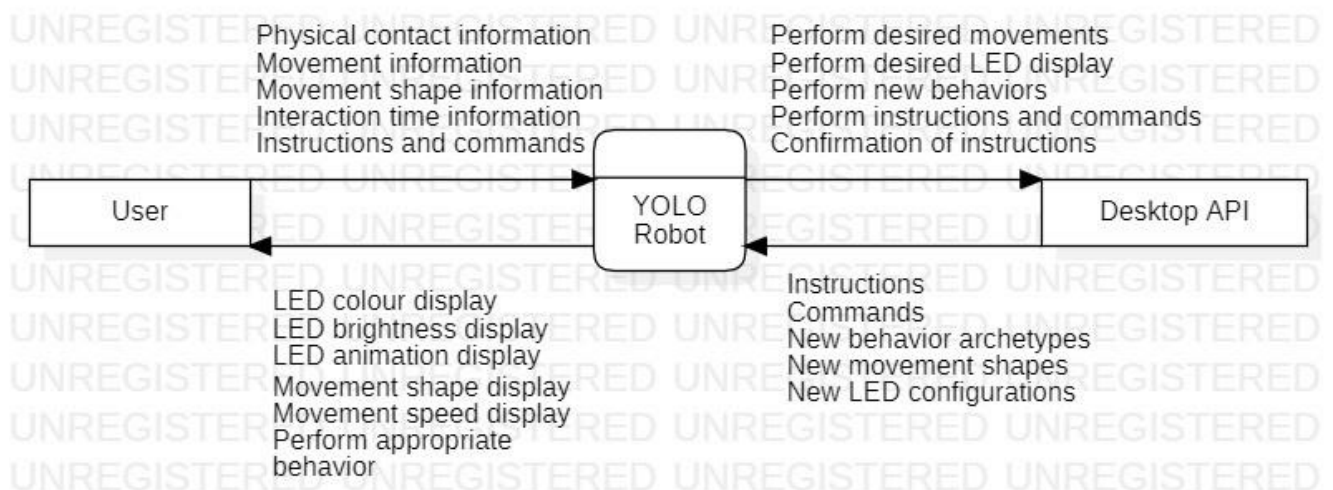 Physical contact information
Movement information
Movement shape information
Interaction time information
Instructions and commands
Perform desired movements
Perform desired LED display
Perform new behaviors
Perform instructions and commands
Confirmation of instructions
User
YOLO
Robot
Desktop API
LED colour display
LED brightness display
LED animation display
Movement shape display
Movement speed display
Perform appropriate
behavior
Instructions
Commands
New behavior archetypes
New movement shapes
New LED configurations
UNREGISTERED